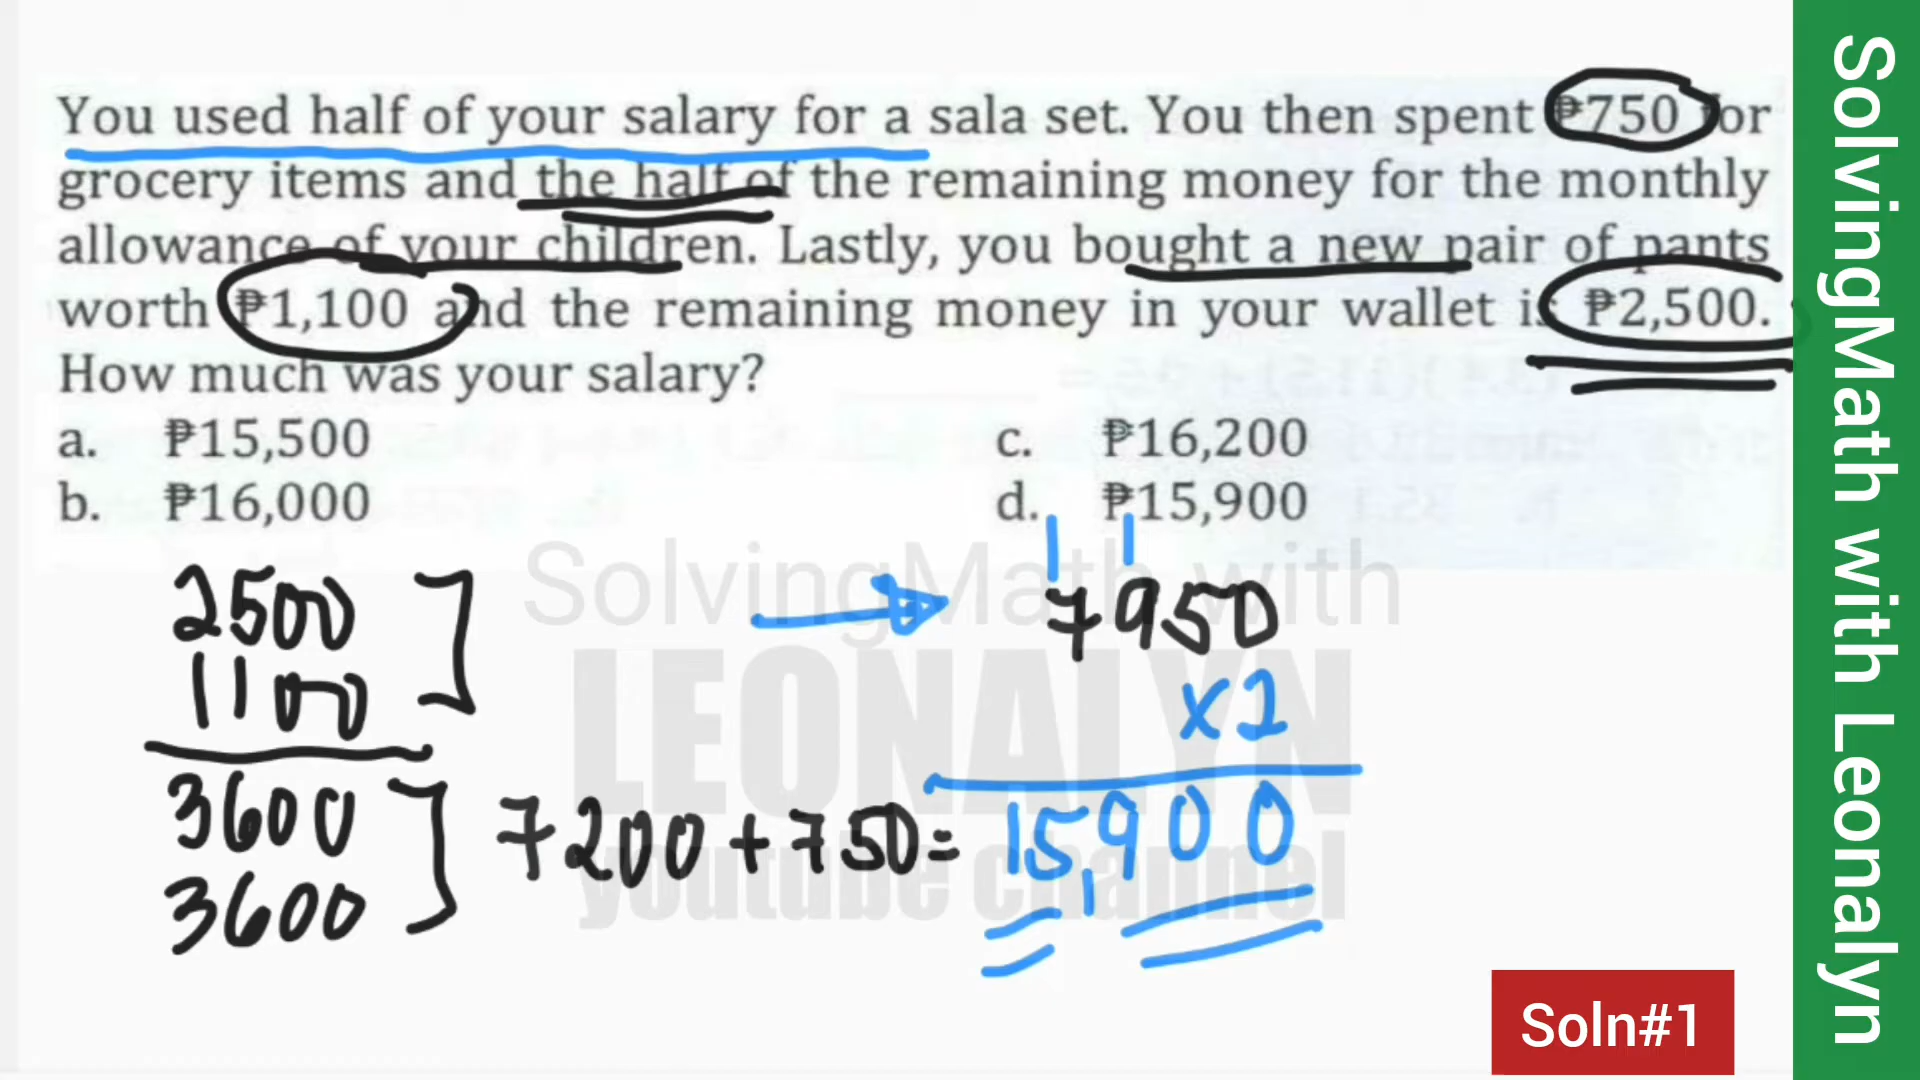 You used half of your salary for a sala set. You then spent ₱750 for
grocery items and the half of the remaining money for the monthly
allowance of your children. Lastly, you bought a new pair of pants
worth ₱1,100 and the remaining money in your wallet is ₱2,500.
How much was your salary?
a. ₱15,500
c. ₱16,200
b. ₱16,000
d. ₱15,900
SolvingMath with
LEONALYN
youtube channel
2500
1100
3600
3600
7200 + 750 =
7950
x2
15,900
Soln#1
SolvingMath with Leonalyn